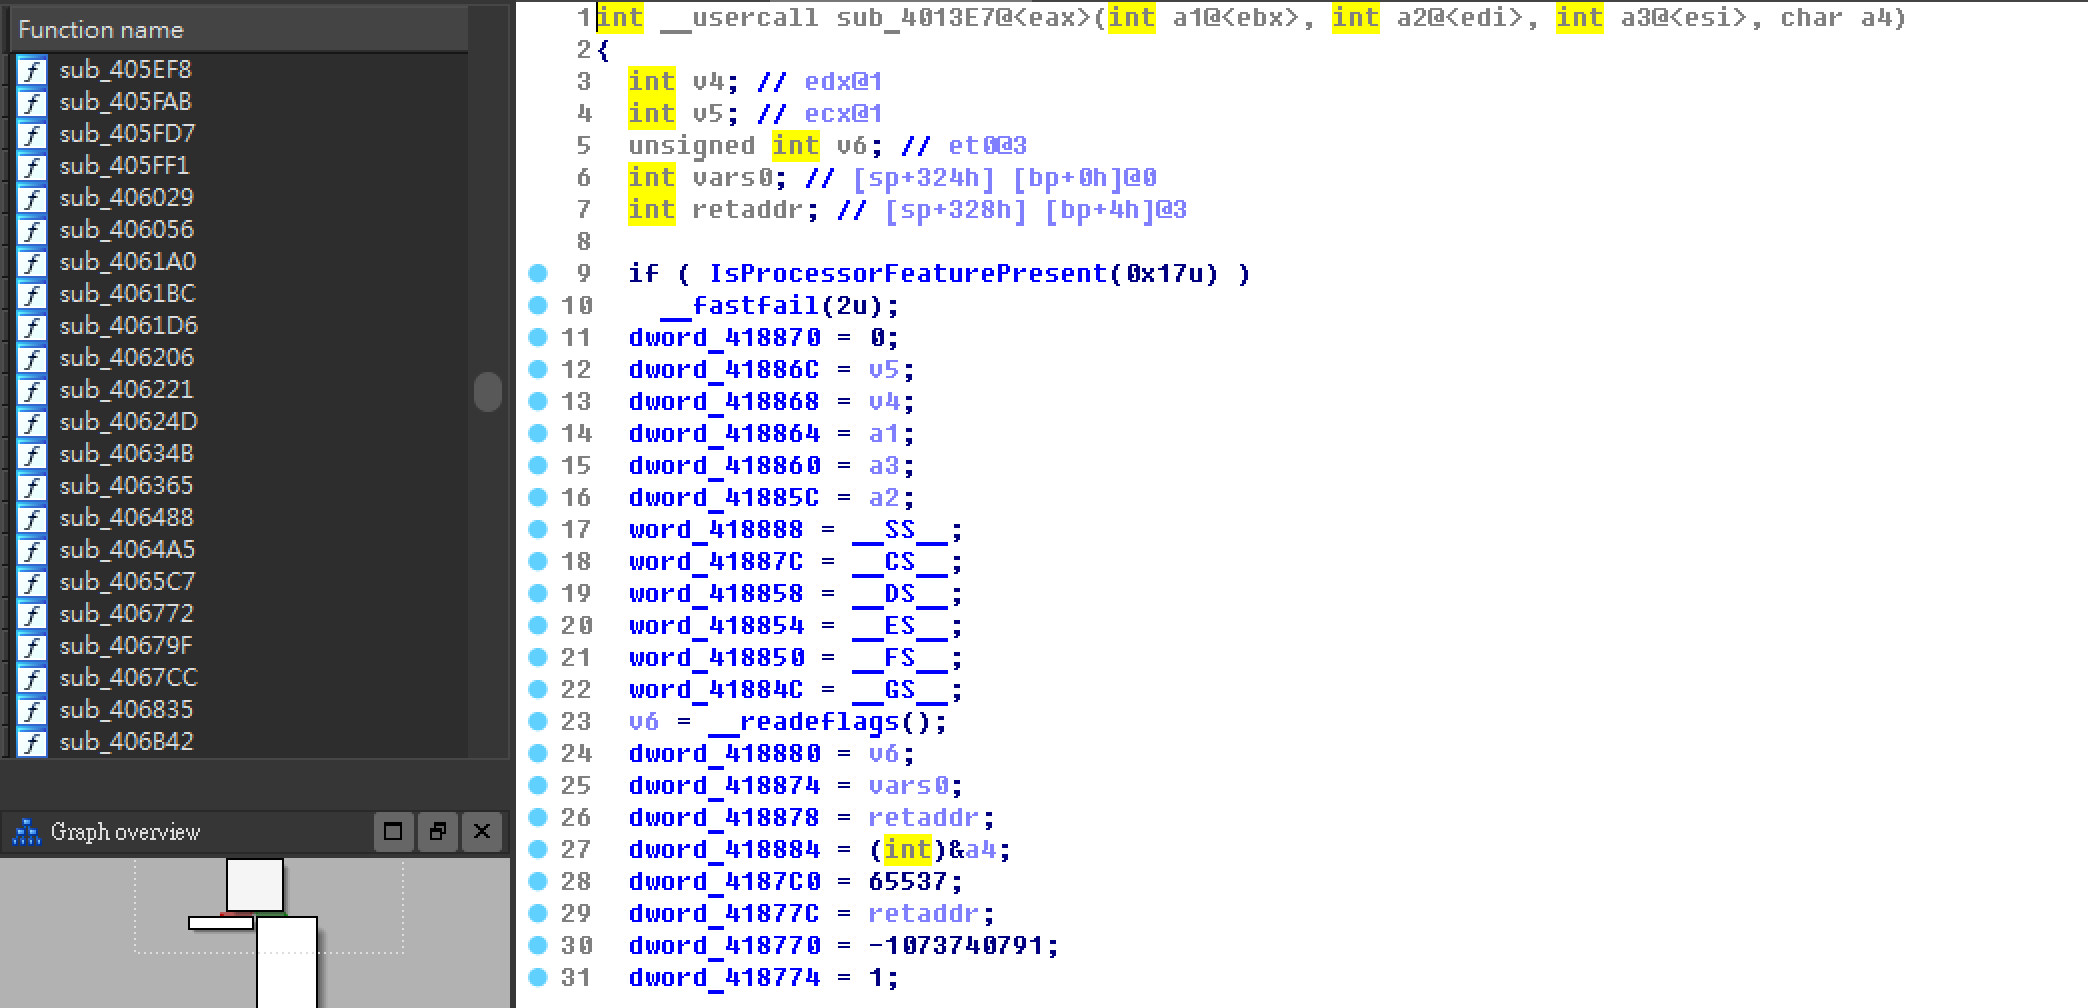 Function name
sub_405EF8
sub_405FAB
sub_405FD7
sub_405FF1
sub_406029
sub_406056
sub_4061A0
sub_4061BC
sub_4061D6
sub_406206
sub_406221
sub_40624D
sub_40634B
sub_406365
sub_406488
sub_4064A5
sub_4065C7
sub_406772
sub_40679F
sub_4067CC
sub_406835
sub_406B42
Graph overview
1 int __usercall sub_4013E7@<eax>(int a1@<ebx>, int a2@<edi>, int a3@<esi>, char a4)
2 {
3 int v4; // edx@1
4 int v5; // ecx@1
5 unsigned int v6; // et0@3
6 int vars0; // [sp+324h] [bp+0h]@0
7 int retaddr; // [sp+328h] [bp+4h]@3
8
9 if ( IsProcessorFeaturePresent(0x17u) )
10 __fastfail(2u);
11 dword_418870 = 0;
12 dword_41886C = v5;
13 dword_418868 = v4;
14 dword_418864 = a1;
15 dword_418860 = a3;
16 dword_41885C = a2;
17 word_418888 = __SS__;
18 word_41887C = __CS__;
19 word_418858 = __DS__;
20 word_418854 = __ES__;
21 word_418850 = __FS__;
22 word_41884C = __GS__;
23 v6 = __readeflags();
24 dword_418880 = v6;
25 dword_418874 = vars0;
26 dword_418878 = retaddr;
27 dword_418884 = (int)&a4;
28 dword_4187C0 = 65537;
29 dword_41877C = retaddr;
30 dword_418770 = -1073740791;
31 dword_418774 = 1;